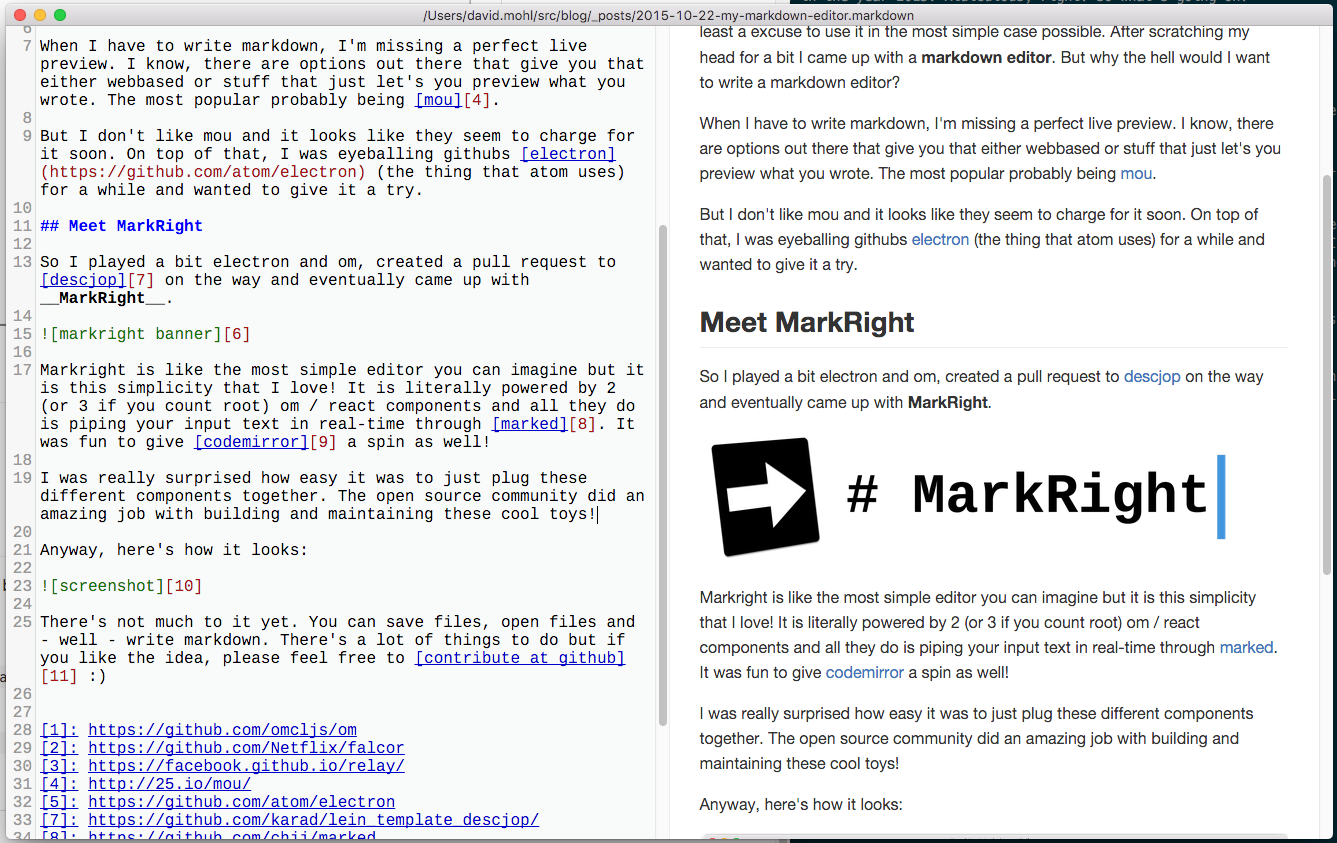 /Users/david.mohl/src/blog/_posts/2015-10-22-my-markdown-editor.markdown
6
7 When I have to write markdown, I'm missing a perfect live
preview. I know, there are options out there that give you that
either webbased or stuff that just let's you preview what you
wrote. The most popular probably being [mou][4].
8
9 But I don't like mou and it looks like they seem to charge for
it soon. On top of that, I was eyeballing githubs [electron]
(https://github.com/atom/electron) (the thing that atom uses)
for a while and wanted to give it a try.
10
11 ## Meet MarkRight
12
13 So I played a bit electron and om, created a pull request to
[descjop][7] on the way and eventually came up with
__MarkRight__.
14
15 ![markright banner][6]
16
17 Markright is like the most simple editor you can imagine but it
is this simplicity that I love! It is literally powered by 2
(or 3 if you count root) om / react components and all they do
is piping your input text in real-time through [marked][8]. It
was fun to give [codemirror][9] a spin as well!
18
19 I was really surprised how easy it was to just plug these
different components together. The open source community did an
amazing job with building and maintaining these cool toys!
20
21 Anyway, here's how it looks:
22
23 ![screenshot][10]
24
25 There's not much to it yet. You can save files, open files and
- well - write markdown. There's a lot of things to do but if
you like the idea, please feel free to [contribute at github]
[11] :)
26
27
28 [1]: https://github.com/omcljs/om
29 [2]: https://github.com/Netflix/falcor
30 [3]: https://facebook.github.io/relay/
31 [4]: http://25.io/mou/
32 [5]: https://github.com/atom/electron
33 [7]: https://github.com/karad/lein_template_descjop/
34 [8]: https://github.com/chjj/marked
least a excuse to use it in the most simple case possible. After scratching my
head for a bit I came up with a markdown editor. But why the hell would I want
to write a markdown editor?
When I have to write markdown, I'm missing a perfect live preview. I know, there
are options out there that give you that either webbased or stuff that just let's you
preview what you wrote. The most popular probably being mou.
But I don't like mou and it looks like they seem to charge for it soon. On top of
that, I was eyeballing githubs electron (the thing that atom uses) for a while and
wanted to give it a try.
Meet MarkRight
So I played a bit electron and om, created a pull request to descjop on the way
and eventually came up with MarkRight.
# MarkRight
Markright is like the most simple editor you can imagine but it is this simplicity
that I love! It is literally powered by 2 (or 3 if you count root) om / react
components and all they do is piping your input text in real-time through marked.
It was fun to give codemirror a spin as well!
I was really surprised how easy it was to just plug these different components
together. The open source community did an amazing job with building and
maintaining these cool toys!
Anyway, here's how it looks: